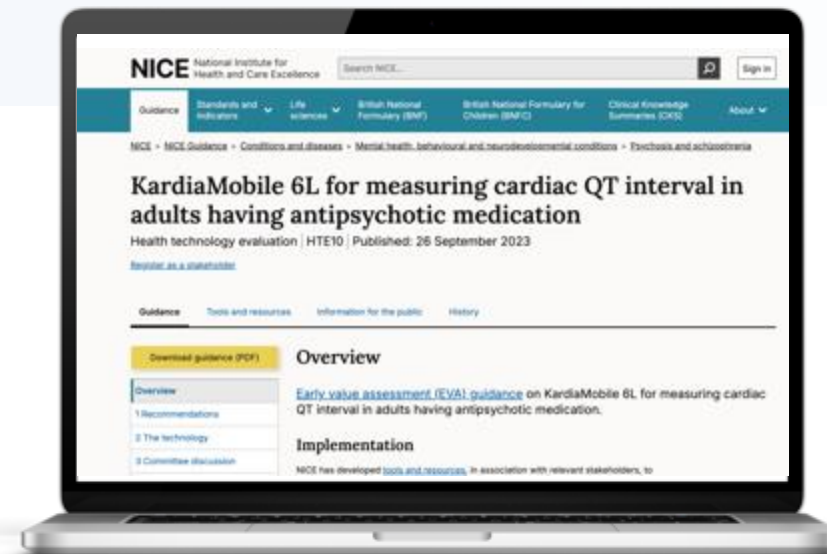 NICE National Institute for
Health and Care Excellence
Search NICE...
Sign in
Guidance
Standards and
indicators
Life
sciences
British National
Formulary (BNF)
British National Formulary for
Children (BNFC)
Clinical Knowledge
Summaries (CKS)
About
NICE > NICE Guidance > Conditions and diseases > Mental health, behavioural and neurodevelopmental conditions > Psychosis and schizophrenia
KardiaMobile 6L for measuring cardiac QT interval in
adults having antipsychotic medication
Health technology evaluation | HTE10 | Published: 26 September 2023
Register as a stakeholder
Guidance
Tools and resources
Information for the public
History
Download guidance (PDF)
Overview
1 Recommendations
2 The technology
3 Committee discussion
Overview
Early value assessment (EVA) guidance on KardiaMobile 6L for measuring cardiac
QT interval in adults having antipsychotic medication.
Implementation
NICE has developed tools and resources, in association with relevant stakeholders, to